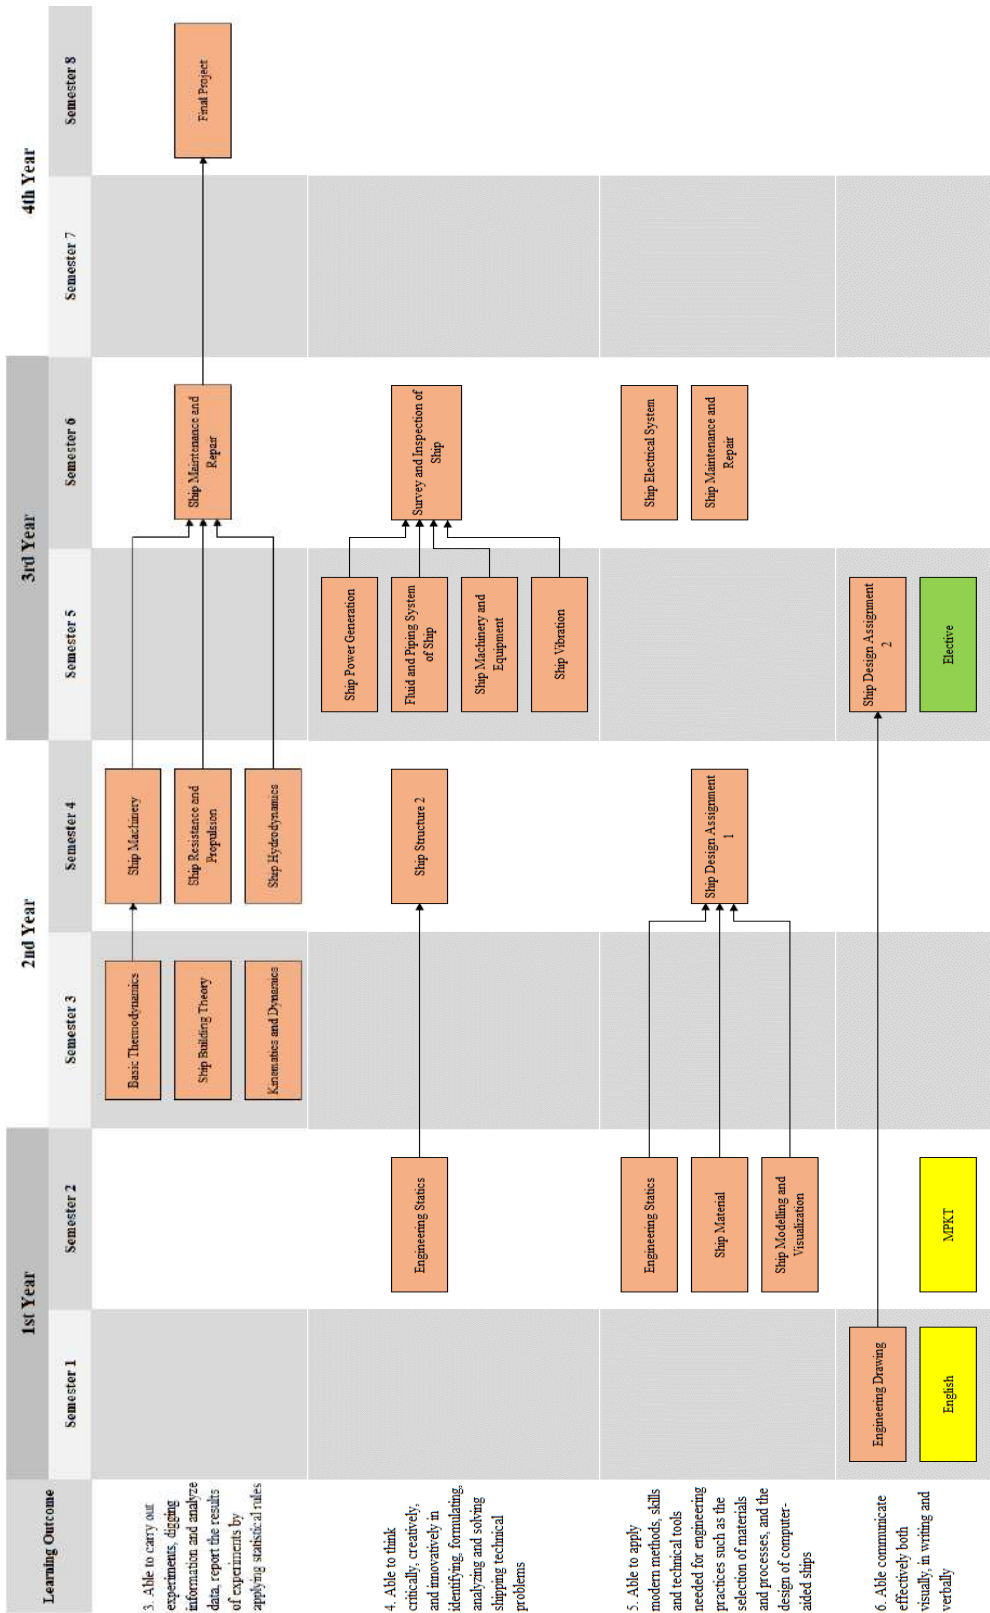 Learning Outcome
1st Year
2nd Year
3rd Year
4th Year
Semester 1
Semester 2
Semester 3
Semester 4
Semester 5
Semester 6
Semester 7
Semester 8
3. Able to carry out
experiments, digging
information and analyze
data, report the results
of experiments by
applying statistical rules
Basic Thermodynamics
Ship Building Theory
Kinematics and Dynamics
Ship Machinery
Ship Resistance and
Propulsion
Ship Hydrodynamics
Ship Maintenance and
Repair
Final Project
4. Able to think
critically, creatively,
and innovatively in
identifying, formulating,
analyzing and solving
shipping technical
problems
Engineering Statics
Ship Structure 2
Ship Power Generation
Fluid and Piping System
of Ship
Ship Machinery and
Equipment
Ship Vibration
Survey and Inspection of
Ship
5. Able to apply
modern methods, skills
and technical tools
needed for engineering
practices such as the
selection of materials
and processes, and the
design of computer-
aided ships
Engineering Statics
Ship Material
Ship Modelling and
Visualization
Ship Design Assignment
1
Ship Electrical System
Ship Maintenance and
Repair
6. Able communicate
effectively both
visually, in writing and
verbally
Engineering Drawing
English
MPKT
Ship Design Assignment
2
Elective